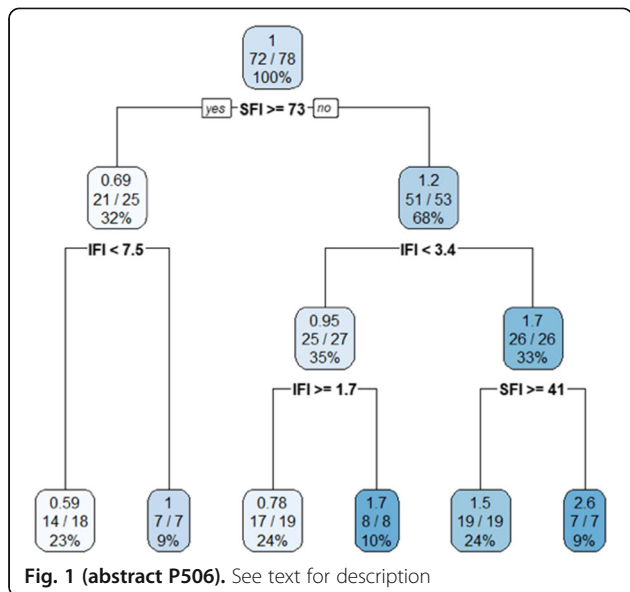 1
72 / 78
100%
yes SFI >= 73 no
0.69
21 / 25
32%
1.2
51 / 53
68%
IFI < 7.5
IFI < 3.4
0.95
25 / 27
35%
1.7
26 / 26
33%
IFI >= 1.7
SFI >= 41
0.59
14 / 18
23%
1
7 / 7
9%
0.78
17 / 19
24%
1.7
8 / 8
10%
1.5
19 / 19
24%
2.6
7 / 7
9%
Fig. 1 (abstract P506). See text for description